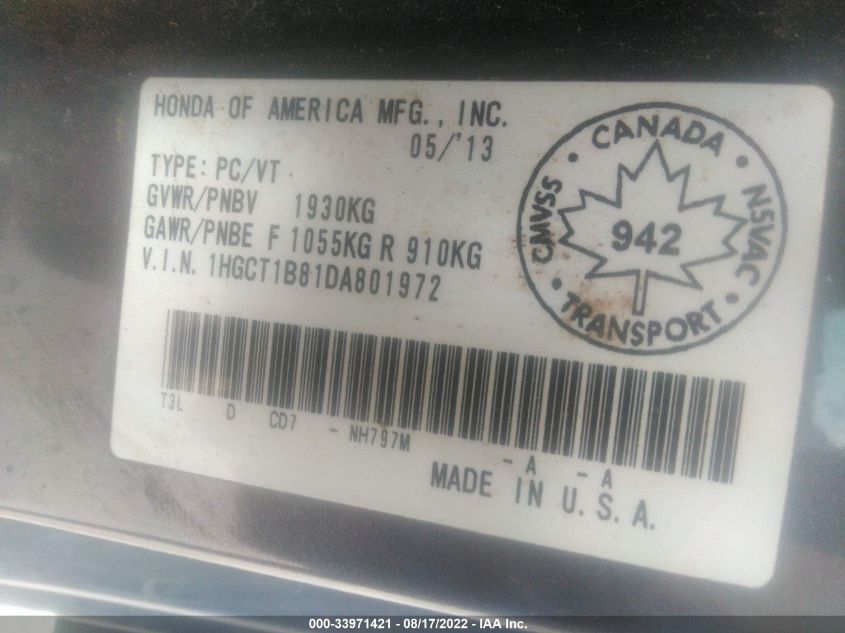 HONDA OF AMERICA MFG., INC.
05/'13
TYPE: PC/VT
GVWR/PNBV 1930KG
GAWR/PNBE F 1055KG R 910KG
V.I.N. 1HGCT1B81DA801972
CANADA
CMVSS
942
NSVAC
TRANSPORT
T3L D CD7 - NH797M - A - A
MADE IN U.S.A.
000-33971421 - 08/17/2022 - IAA Inc.